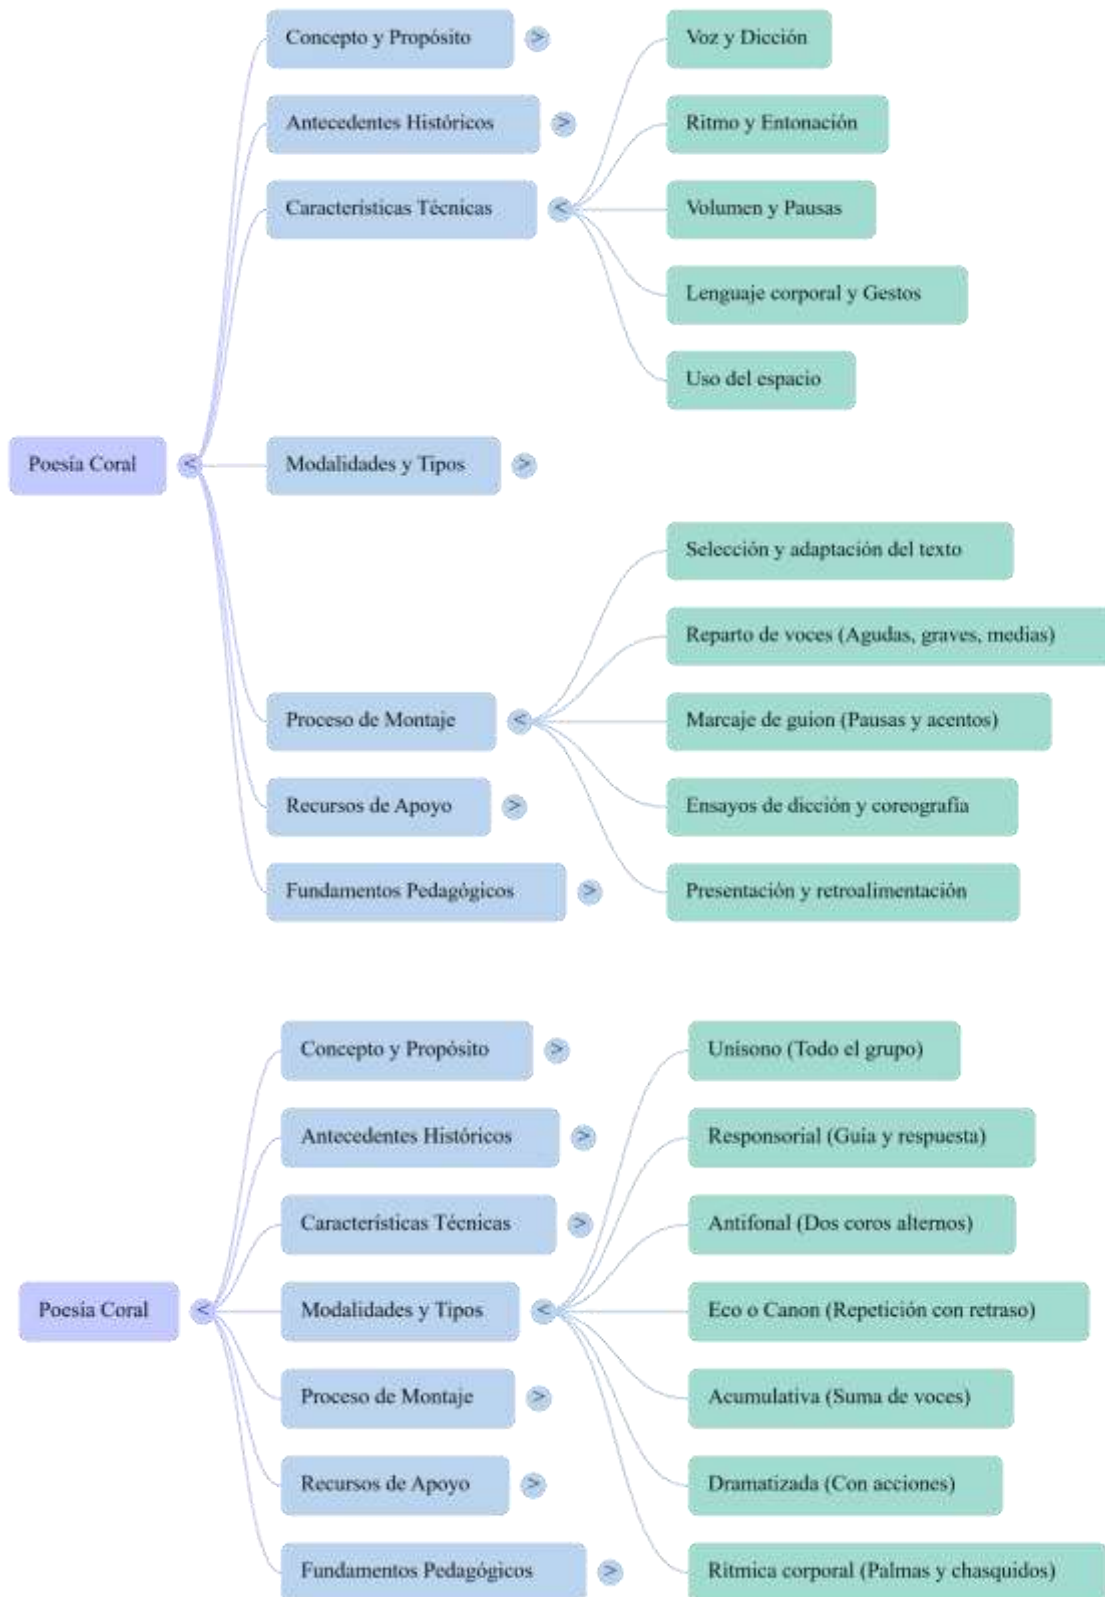 Concepto y Propósito >
Antecedentes Históricos >
Características Técnicas <
Voz y Dicción
Ritmo y Entonación
Volumen y Pausas
Lenguaje corporal y Gestos
Uso del espacio
Poesía Coral <
Modalidades y Tipos >
Proceso de Montaje <
Selección y adaptación del texto
Reparto de voces (Agudas, graves, medias)
Marcaje de guion (Pausas y acentos)
Ensayos de dicción y coreografía
Presentación y retroalimentación
Recursos de Apoyo >
Fundamentos Pedagógicos >
Concepto y Propósito >
Antecedentes Históricos >
Características Técnicas >
Poesía Coral <
Modalidades y Tipos <
Unísono (Todo el grupo)
Responsorial (Guía y respuesta)
Antifonal (Dos coros alternos)
Eco o Canon (Repetición con retraso)
Acumulativa (Suma de voces)
Dramatizada (Con acciones)
Rítmica corporal (Palmas y chasquidos)
Proceso de Montaje >
Recursos de Apoyo >
Fundamentos Pedagógicos >